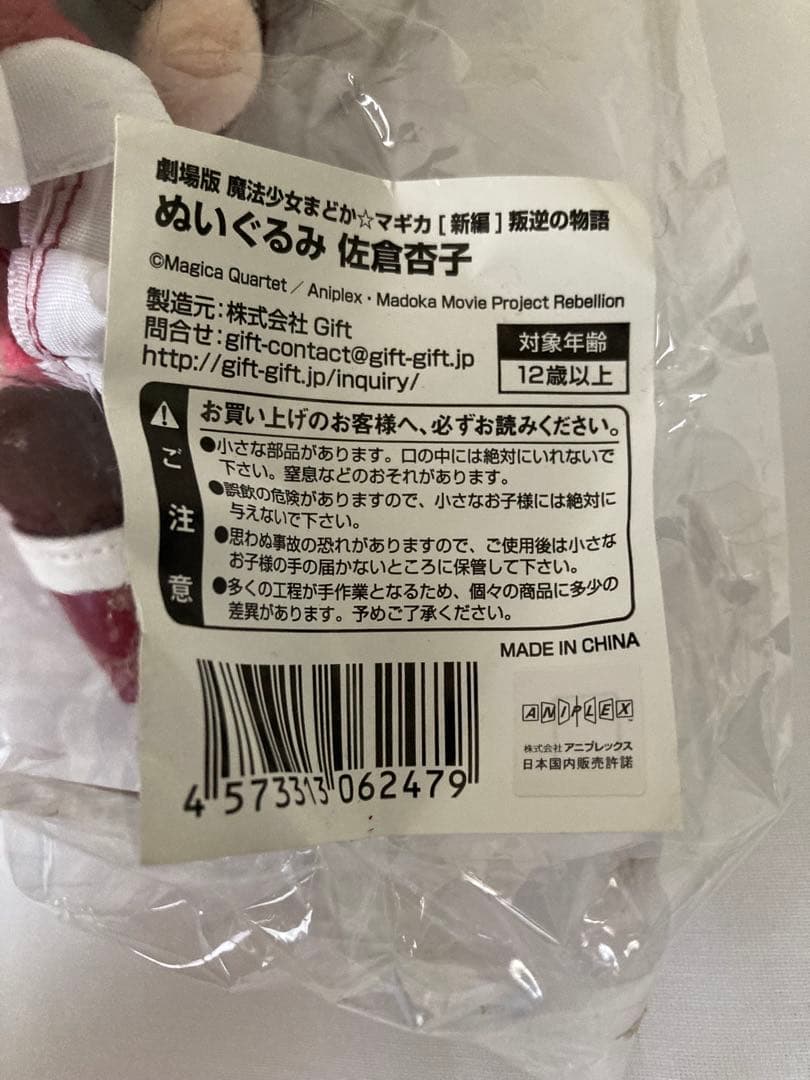 劇場版 魔法少女まどか☆マギカ [ 新編 ] 叛逆の物語
ぬいぐるみ 佐倉杏子
©Magica Quartet／Aniplex・Madoka Movie Project Rebellion
製造元：株式会社 Gift
問合せ：gift-contact@gift-gift.jp
http://gift-gift.jp/inquiry/
対象年齢
12歳以上
ご注意
お買い上げのお客様へ、必ずお読みください。
●小さな部品があります。口の中には絶対にいれないで
下さい。窒息などのおそれがあります。
●誤飲の危険がありますので、小さなお子様には絶対に
与えないで下さい。
●思わぬ事故の恐れがありますので、ご使用後は小さな
お子様の手の届かないところに保管して下さい。
●多くの工程が手作業となるため、個々の商品に多少の
差異があります。予めご了承ください。
MADE IN CHINA
ANIPLEX
株式会社 アニプレックス
日本国内販売許諾
4 573313 062479